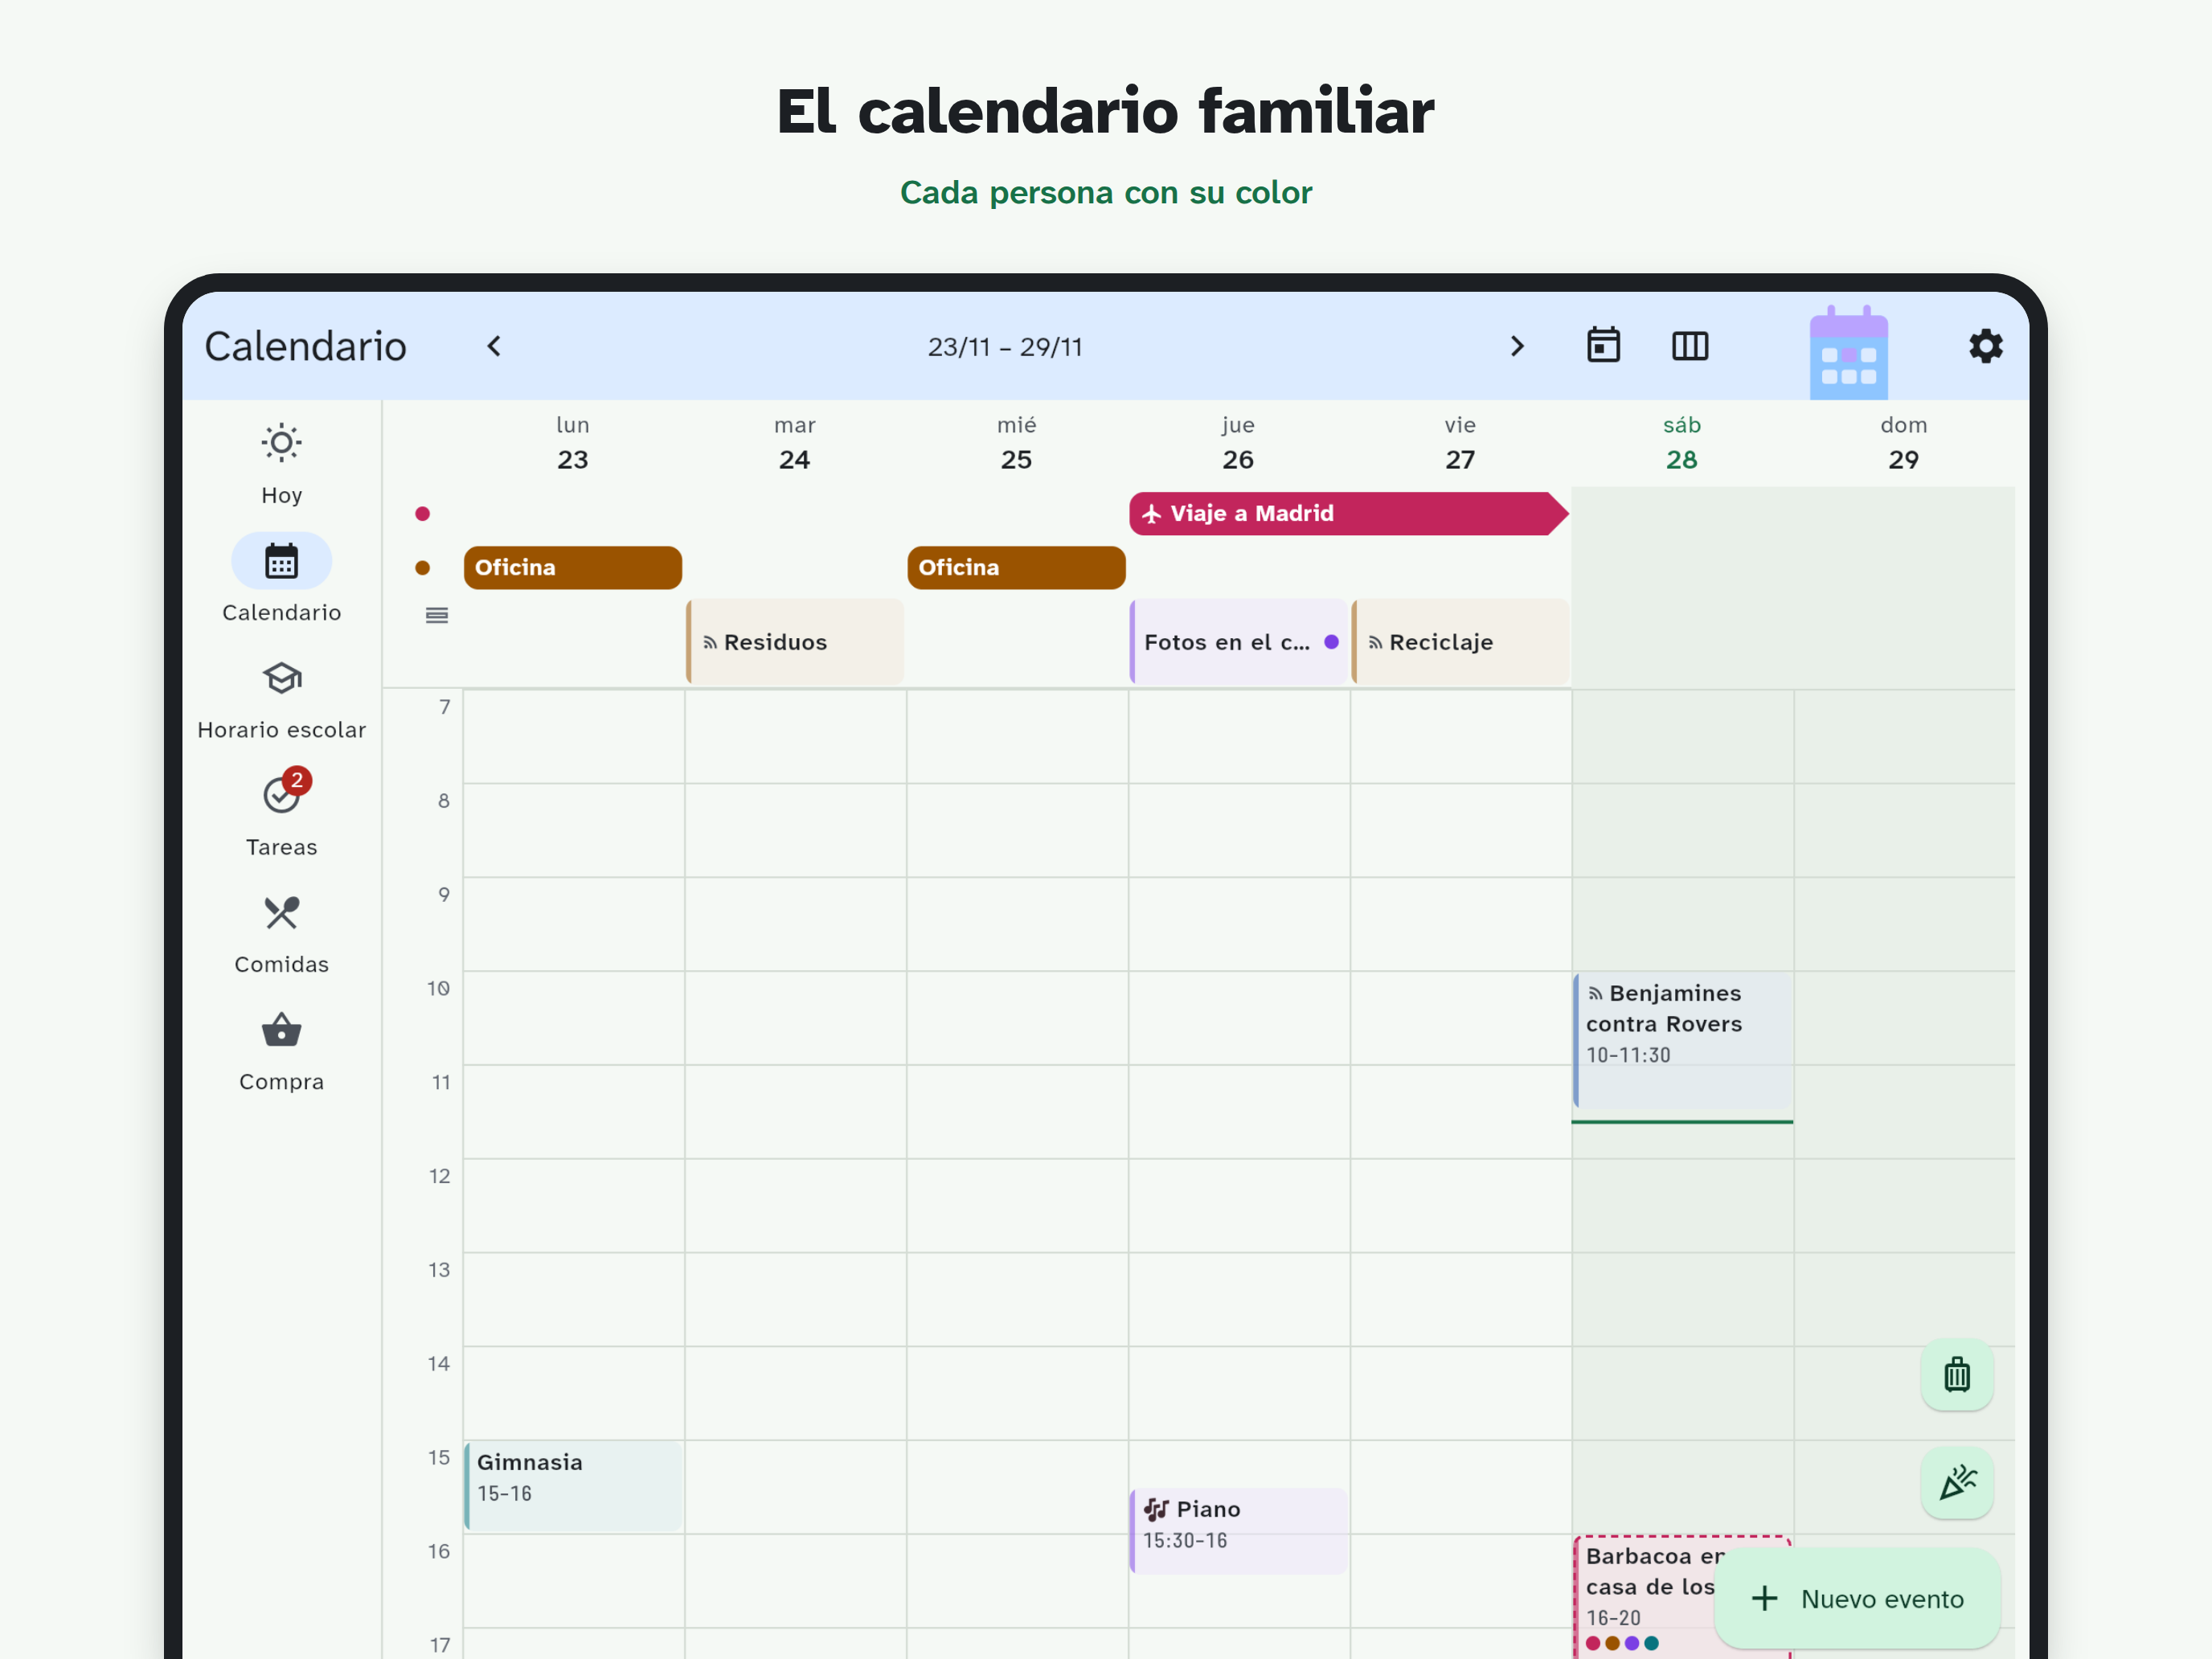 El calendario familiar
Cada persona con su color
Calendario
23/11 – 29/11
lun
23
mar
24
mié
25
jue
26
vie
27
sáb
28
dom
29
Hoy
Calendario
Horario escolar
2
Tareas
Comidas
Compra
Viaje a Madrid
Oficina
Oficina
Residuos
Fotos en el c...
Reciclaje
7
8
9
10
11
12
13
14
15
16
17
Benjamines
contra Rovers
10–11:30
Gimnasia
15–16
Piano
15:30–16
Barbacoa en
casa de los
16–20
Nuevo evento